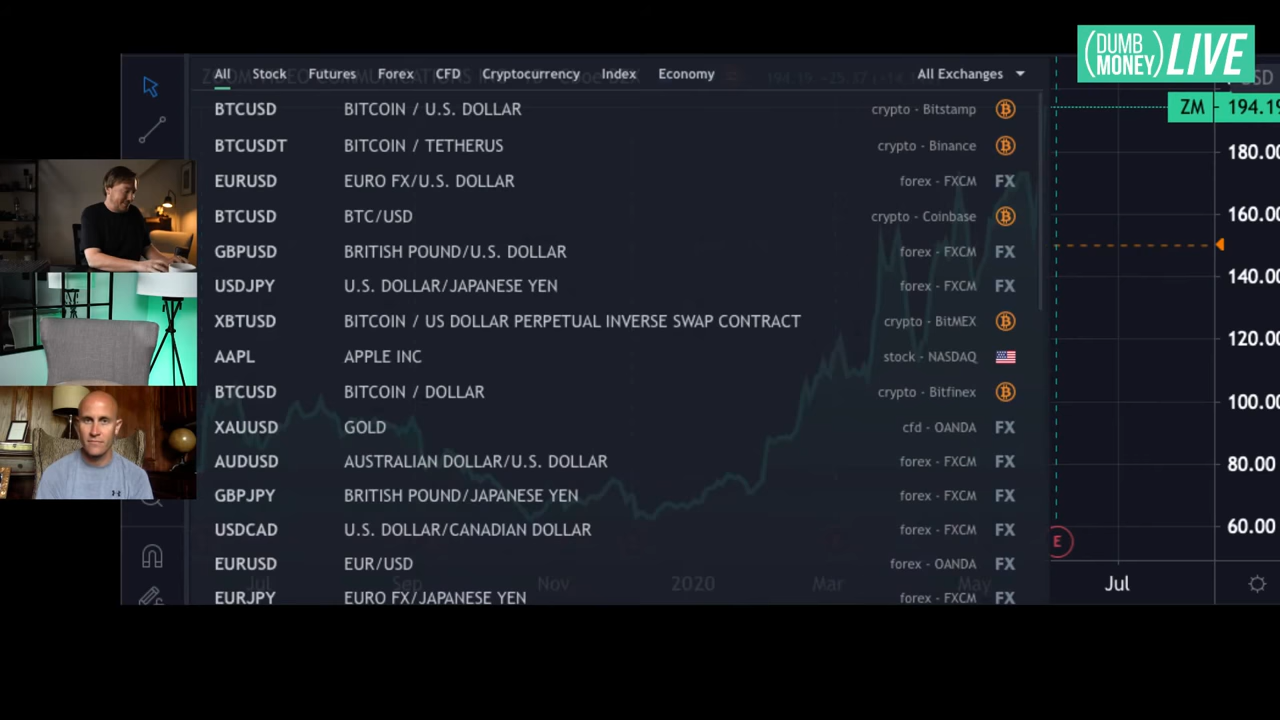 (DUMB MONEY) LIVE
All Stock Futures Forex CFD Cryptocurrency Index Economy All Exchanges
ZM 194.19
BTCUSD BITCOIN / U.S. DOLLAR crypto - Bitstamp
BTCUSDT BITCOIN / TETHERUS crypto - Binance
180.00
EURUSD EURO FX/U.S. DOLLAR forex - FXCM FX
BTCUSD BTC/USD crypto - Coinbase
160.00
GBPUSD BRITISH POUND/U.S. DOLLAR forex - FXCM FX
USDJPY U.S. DOLLAR/JAPANESE YEN forex - FXCM FX
140.00
XBTUSD BITCOIN / US DOLLAR PERPETUAL INVERSE SWAP CONTRACT crypto - BitMEX
120.00
AAPL APPLE INC stock - NASDAQ
BTCUSD BITCOIN / DOLLAR crypto - Bitfinex
100.00
XAUUSD GOLD cfd - OANDA FX
AUDUSD AUSTRALIAN DOLLAR/U.S. DOLLAR forex - FXCM FX
80.00
GBPJPY BRITISH POUND/JAPANESE YEN forex - FXCM FX
USDCAD U.S. DOLLAR/CANADIAN DOLLAR forex - FXCM FX
60.00
E
EURUSD EUR/USD forex - OANDA FX
Jul Sep Nov 2020 Mar May Jul
EURJPY EURO FX/JAPANESE YEN forex - FXCM FX